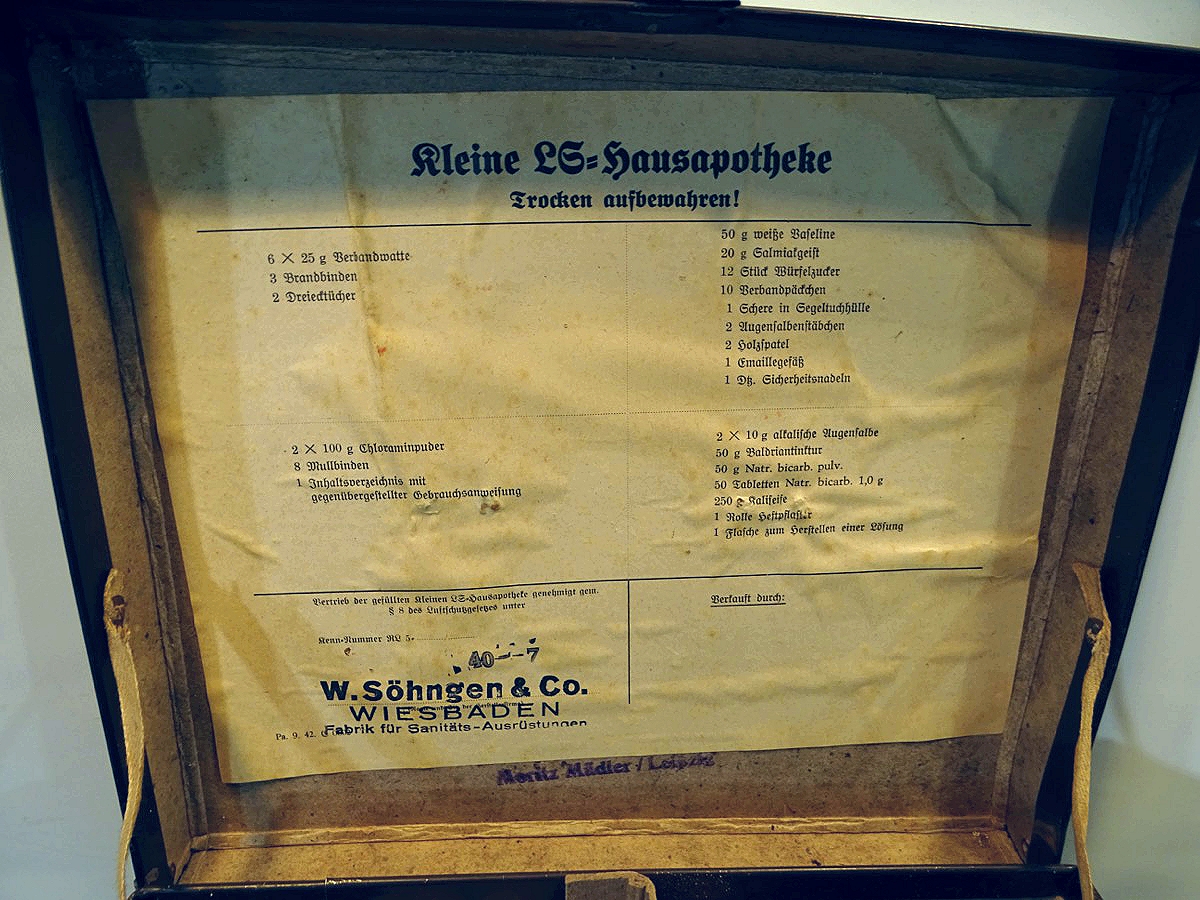 Kleine LS-Hausapotheke
Trocken aufbewahren!
6 × 25 g Verbandwatte
3 Brandbinden
2 Dreiecktücher
50 g weiße Vaseline
20 g Salmiakgeist
12 Stück Würfelzucker
10 Verbandpäckchen
1 Schere in Segeltuchhülle
2 Augensalbenstäbchen
2 Holzspatel
1 Emaillegefäß
1 Dtz. Sicherheitsnadeln
2 × 100 g Chloraminpuder
8 Mullbinden
1 Inhaltsverzeichnis mit
gegenübergestellter Gebrauchsanweisung
2 × 10 g alkalische Augensalbe
50 g Baldriantinktur
50 g Natr. bicarb. pulv.
50 Tabletten Natr. bicarb. 1,0 g
250 g Kaliseife
1 Rolle Heftpflaster
1 Flasche zum Herstellen einer Lösung
Vertrieb der gefüllten Kleinen LS-Hausapotheke genehmigt gem.
§ 8 des Luftschutzgesetzes unter
Kenn-Nummer RL 5-
40—7
W. Söhngen & Co.
WIESBADEN
Fabrik für Sanitäts-Ausrüstungen
Pa. 9. 42. C
Verkauft durch:
Moritz Mädler / Leipzig